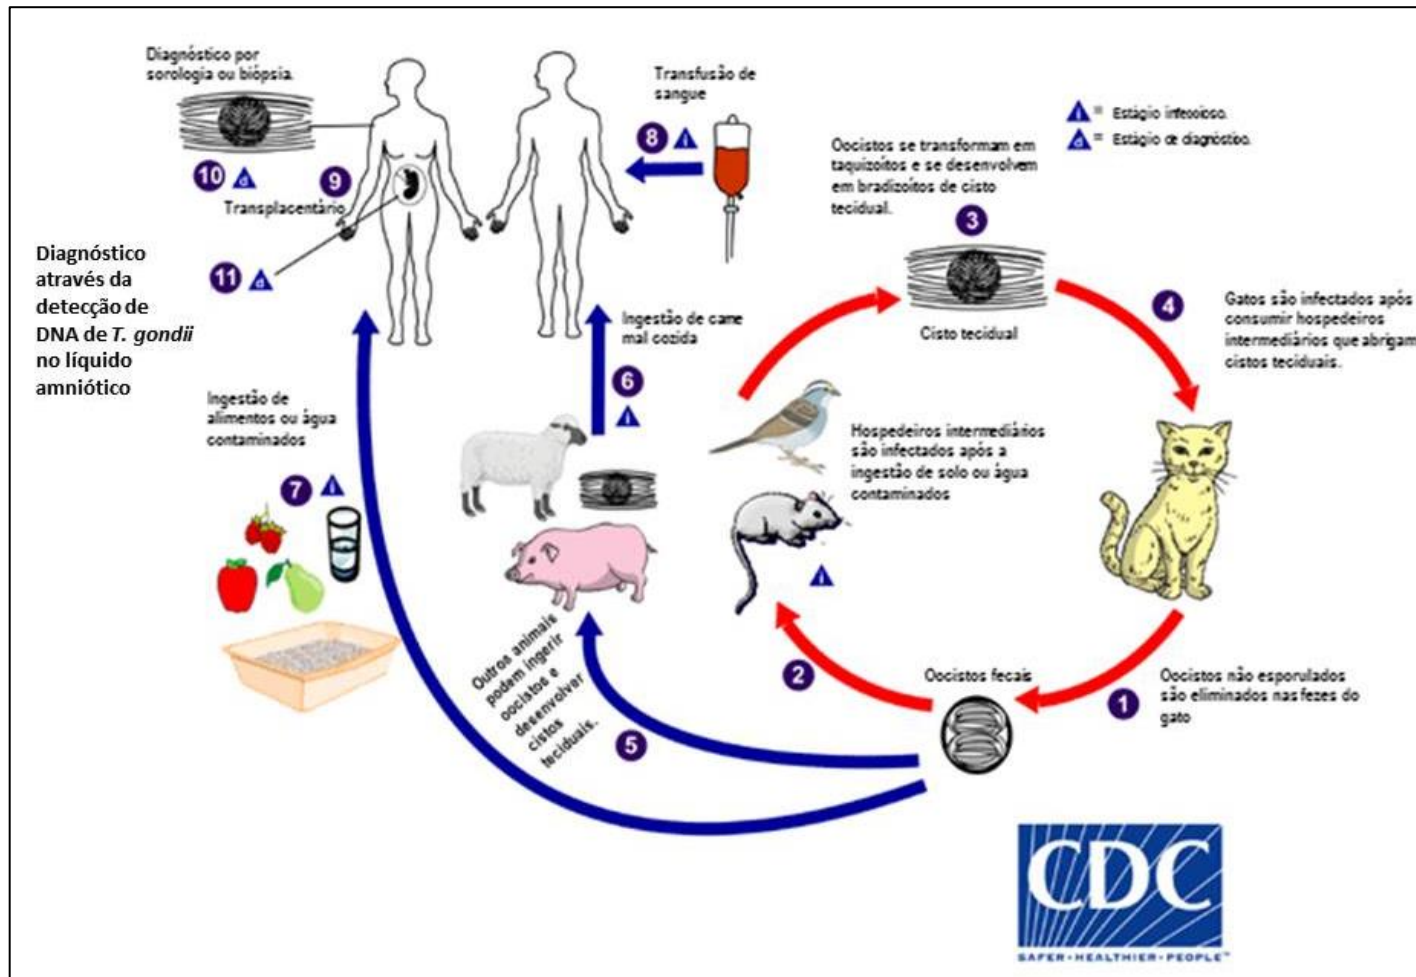 Diagnóstico por
sorologia ou biópsia.
10
d
9
Transplacentário
11
d
Diagnóstico
através da
detecção de
DNA de T. gondii
no líquido
amniótico
Transfusão de
sangue
8
i
i = Estágio infeccioso.
d = Estágio de diagnóstico.
Oocistos se transformam em
taquizoítos e se desenvolvem
em bradizoítos de cisto
tecidual.
3
Cisto tecidual
4
Gatos são infectados após
consumir hospedeiros
intermediários que abrigam
cistos teciduais.
Ingestão de carne
mal cozida
6
i
Ingestão de
alimentos ou água
contaminados
7
i
Hospedeiros intermediários
são infectados após a
ingestão de solo ou água
contaminados
i
Outros animais
podem ingerir
oocistos e
desenvolver
cistos
teciduais.
5
2
Oocistos fecais
1
Oocistos não esporulados
são eliminados nas fezes do
gato
CDC
SAFER•HEALTHIER•PEOPLE™